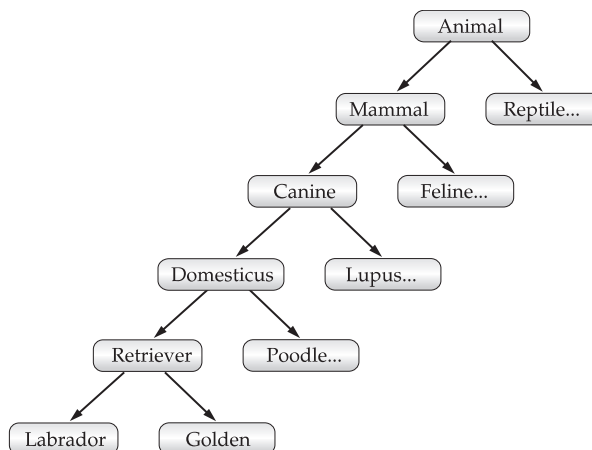 Animal
Mammal
Reptile...
Canine
Feline...
Domesticus
Lupus...
Retriever
Poodle...
Labrador
Golden